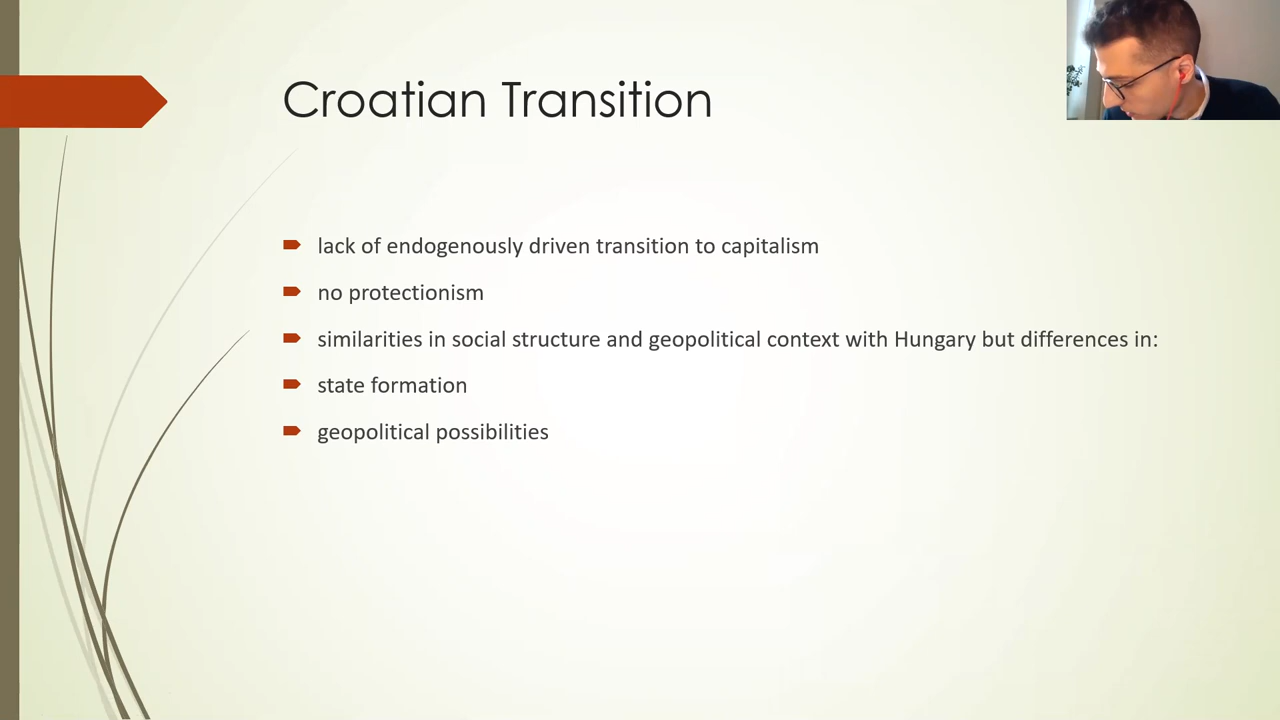 Croatian Transition
lack of endogenously driven transition to capitalism
no protectionism
similarities in social structure and geopolitical context with Hungary but differences in:
state formation
geopolitical possibilities